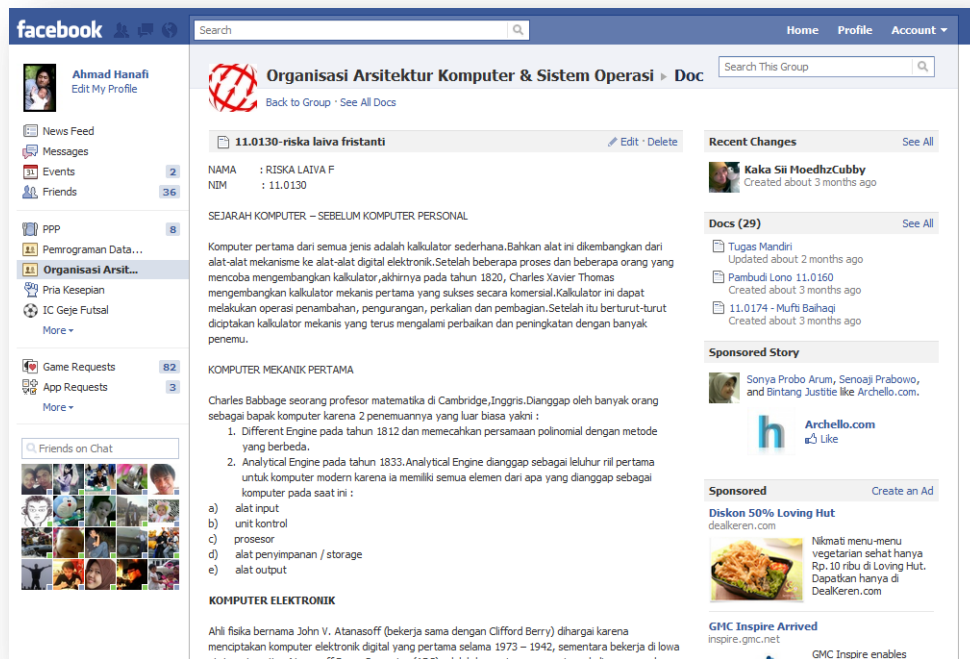 facebook
Search
Home Profile Account
Ahmad Hanafi
Edit My Profile
News Feed
Messages
31 Events 2
Friends 36
PPP 8
Pemrograman Data...
Organisasi Arsit...
Pria Kesepian
IC Geje Futsal
More
Game Requests 82
App Requests 3
More
Friends on Chat
Organisasi Arsitektur Komputer & Sistem Operasi ▸ Doc
Search This Group
Back to Group · See All Docs
11.0130-riska laiva fristanti
Edit · Delete
NAMA : RISKA LAIVA F
NIM : 11.0130
SEJARAH KOMPUTER – SEBELUM KOMPUTER PERSONAL
Komputer pertama dari semua jenis adalah kalkulator sederhana.Bahkan alat ini dikembangkan dari
alat-alat mekanisme ke alat-alat digital elektronik.Setelah beberapa proses dan beberapa orang yang
mencoba mengembangkan kalkulator,akhirnya pada tahun 1820, Charles Xavier Thomas
mengembangkan kalkulator mekanis pertama yang sukses secara komersial.Kalkulator ini dapat
melakukan operasi penambahan, pengurangan, perkalian dan pembagian.Setelah itu berturut-turut
diciptakan kalkulator mekanis yang terus mengalami perbaikan dan peningkatan dengan banyak
penemu.
KOMPUTER MEKANIK PERTAMA
Charles Babbage seorang profesor matematika di Cambridge,Inggris.Dianggap oleh banyak orang
sebagai bapak komputer karena 2 penemuannya yang luar biasa yakni :
1. Different Engine pada tahun 1812 dan memecahkan persamaan polinomial dengan metode
yang berbeda.
2. Analytical Engine pada tahun 1833.Analytical Engine dianggap sebagai leluhur riil pertama
untuk komputer modern karena ia memiliki semua elemen dari apa yang dianggap sebagai
komputer pada saat ini :
a) alat input
b) unit kontrol
c) prosesor
d) alat penyimpanan / storage
e) alat output
KOMPUTER ELEKTRONIK
Ahli fisika bernama John V. Atanasoff (bekerja sama dengan Clifford Berry) dihargai karena
menciptakan komputer elektronik digital yang pertama selama 1973 – 1942, sementara bekerja di Iowa
Recent Changes See All
Kaka Sii MoedhzCubby
Created about 3 months ago
Docs (29) See All
Tugas Mandiri
Updated about 2 months ago
Pambudi Lono 11.0160
Created about 3 months ago
11.0174 - Mufti Baihaqi
Created about 3 months ago
Sponsored Story
Sonya Probo Arum, Senoaji Prabowo,
and Bintang Justitie like Archello.com.
h
Archello.com
Like
Sponsored Create an Ad
Diskon 50% Loving Hut
dealkeren.com
Nikmati menu-menu
vegetarian sehat hanya
Rp.10 ribu di Loving Hut.
Dapatkan hanya di
DealKeren.com
GMC Inspire Arrived
inspire.gmc.net
GMC Inspire enables